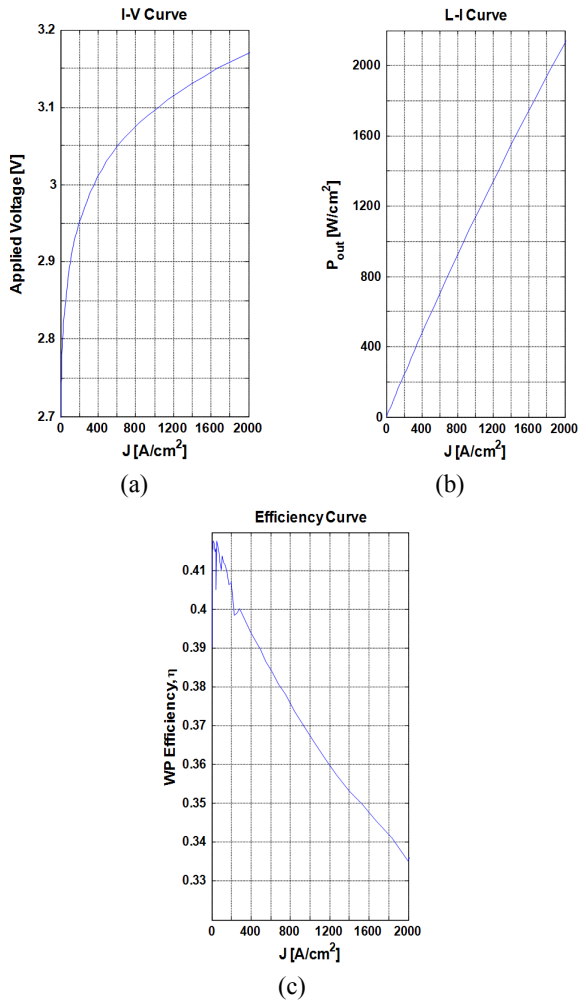 I-V Curve
3.2
3.1
3
2.9
2.8
2.7
Applied Voltage [V]
0 400 800 1200 1600 2000
J [A/cm²]
(a)
L-I Curve
2000
1600
1200
800
400
0
P_out [W/cm²]
0 400 800 1200 1600 2000
J [A/cm²]
(b)
Efficiency Curve
0.41
0.4
0.39
0.38
0.37
0.36
0.35
0.34
0.33
WP Efficiency, η
0 400 800 1200 1600 2000
J [A/cm²]
(c)